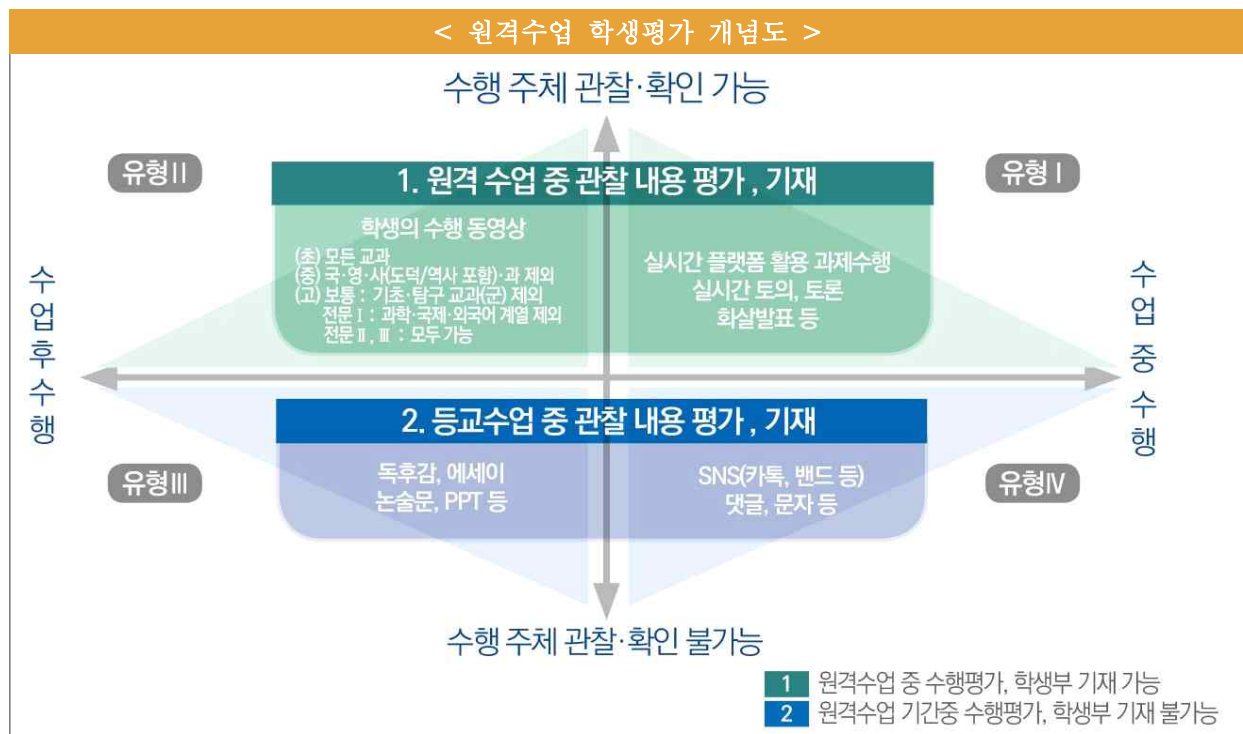 < 원격수업 학생평가 개념도 >
수행 주체 관찰·확인 가능
유형Ⅱ
유형Ⅰ
1. 원격 수업 중 관찰 내용 평가 , 기재
학생의 수행 동영상
(초) 모든 교과
(중) 국·영·사(도덕/역사 포함)·과 제외
(고) 보통 : 기초·탐구 교과(군) 제외
전문Ⅰ : 과학·국제·외국어 계열 제외
전문Ⅱ, Ⅲ : 모두 가능
실시간 플랫폼 활용 과제수행
실시간 토의, 토론
화살발표 등
수업후수행
수업 중 수행
2. 등교수업 중 관찰 내용 평가 , 기재
유형Ⅲ
유형Ⅳ
독후감, 에세이
논술문, PPT 등
SNS(카톡, 밴드 등)
댓글, 문자 등
수행 주체 관찰·확인 불가능
1 원격수업 중 수행평가, 학생부 기재 가능
2 원격수업 기간중 수행평가, 학생부 기재 불가능